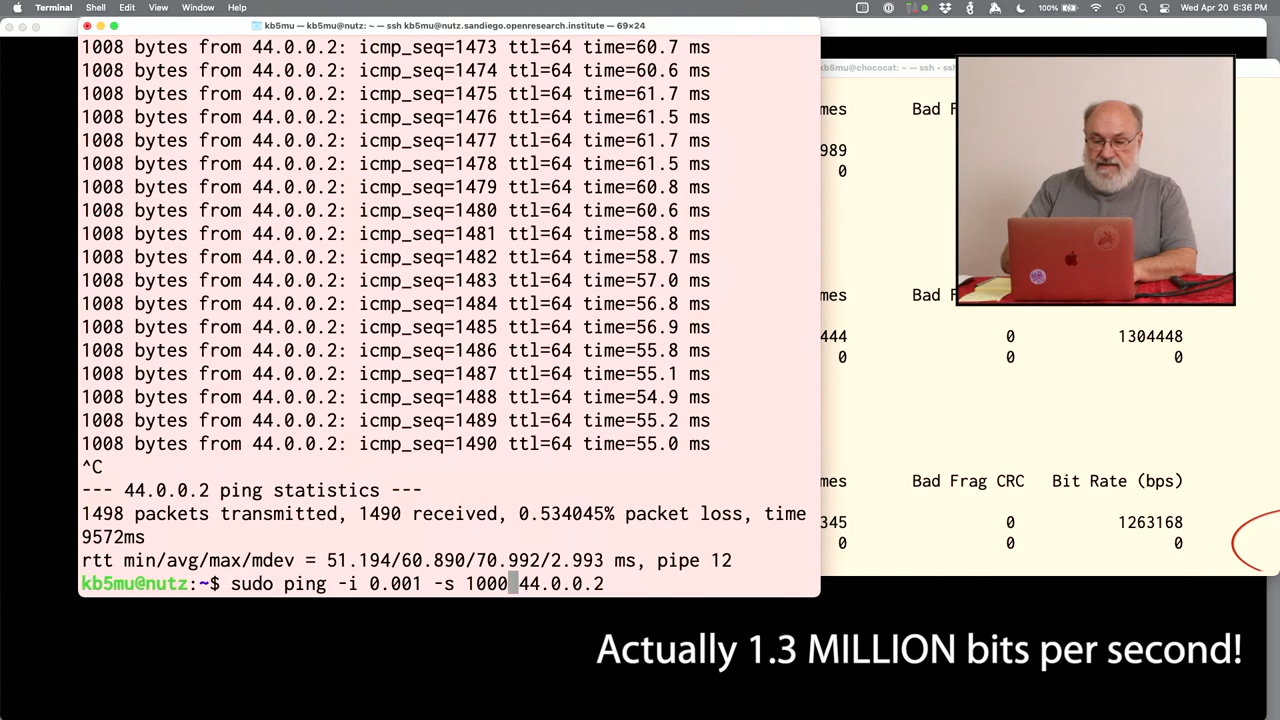 Terminal Shell Edit View Window Help 100% Wed Apr 20 6:36 PM
kb5mu — kb5mu@nutz: ~ — ssh kb5mu@nutz.sandiego.openresearch.institute — 69×24
1008 bytes from 44.0.0.2: icmp_seq=1473 ttl=64 time=60.7 ms
1008 bytes from 44.0.0.2: icmp_seq=1474 ttl=64 time=60.6 ms
1008 bytes from 44.0.0.2: icmp_seq=1475 ttl=64 time=61.7 ms
1008 bytes from 44.0.0.2: icmp_seq=1476 ttl=64 time=61.5 ms
1008 bytes from 44.0.0.2: icmp_seq=1477 ttl=64 time=61.7 ms
1008 bytes from 44.0.0.2: icmp_seq=1478 ttl=64 time=61.5 ms
1008 bytes from 44.0.0.2: icmp_seq=1479 ttl=64 time=60.8 ms
1008 bytes from 44.0.0.2: icmp_seq=1480 ttl=64 time=60.6 ms
1008 bytes from 44.0.0.2: icmp_seq=1481 ttl=64 time=58.8 ms
1008 bytes from 44.0.0.2: icmp_seq=1482 ttl=64 time=58.7 ms
1008 bytes from 44.0.0.2: icmp_seq=1483 ttl=64 time=57.0 ms
1008 bytes from 44.0.0.2: icmp_seq=1484 ttl=64 time=56.8 ms
1008 bytes from 44.0.0.2: icmp_seq=1485 ttl=64 time=56.9 ms
1008 bytes from 44.0.0.2: icmp_seq=1486 ttl=64 time=55.8 ms
1008 bytes from 44.0.0.2: icmp_seq=1487 ttl=64 time=55.1 ms
1008 bytes from 44.0.0.2: icmp_seq=1488 ttl=64 time=54.9 ms
1008 bytes from 44.0.0.2: icmp_seq=1489 ttl=64 time=55.2 ms
1008 bytes from 44.0.0.2: icmp_seq=1490 ttl=64 time=55.0 ms
^C
--- 44.0.0.2 ping statistics ---
1498 packets transmitted, 1490 received, 0.534045% packet loss, time
9572ms
rtt min/avg/max/mdev = 51.194/60.890/70.992/2.993 ms, pipe 12
kb5mu@nutz:~$ sudo ping -i 0.001 -s 1000 44.0.0.2
kb5mu@chococat: ~ — ssh • ssh
mes Bad F
989
0
mes Bad F
444 0 1304448
0 0 0
mes Bad Frag CRC Bit Rate (bps)
345 0 1263168
0 0 0
Actually 1.3 MILLION bits per second!